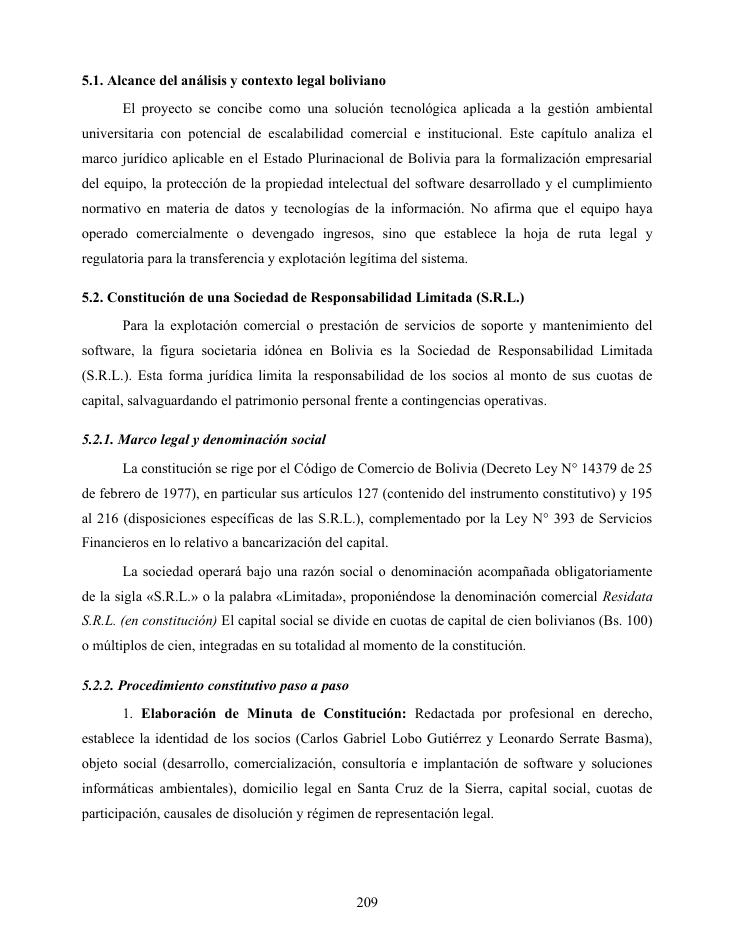 5.1. Alcance del análisis y contexto legal boliviano
El proyecto se concibe como una solución tecnológica aplicada a la gestión ambiental
universitaria con potencial de escalabilidad comercial e institucional. Este capítulo analiza el
marco jurídico aplicable en el Estado Plurinacional de Bolivia para la formalización empresarial
del equipo, la protección de la propiedad intelectual del software desarrollado y el cumplimiento
normativo en materia de datos y tecnologías de la información. No afirma que el equipo haya
operado comercialmente o devengado ingresos, sino que establece la hoja de ruta legal y
regulatoria para la transferencia y explotación legítima del sistema.
5.2. Constitución de una Sociedad de Responsabilidad Limitada (S.R.L.)
Para la explotación comercial o prestación de servicios de soporte y mantenimiento del
software, la figura societaria idónea en Bolivia es la Sociedad de Responsabilidad Limitada
(S.R.L.). Esta forma jurídica limita la responsabilidad de los socios al monto de sus cuotas de
capital, salvaguardando el patrimonio personal frente a contingencias operativas.
5.2.1. Marco legal y denominación social
La constitución se rige por el Código de Comercio de Bolivia (Decreto Ley N° 14379 de 25
de febrero de 1977), en particular sus artículos 127 (contenido del instrumento constitutivo) y 195
al 216 (disposiciones específicas de las S.R.L.), complementado por la Ley N° 393 de Servicios
Financieros en lo relativo a bancarización del capital.
La sociedad operará bajo una razón social o denominación acompañada obligatoriamente
de la sigla «S.R.L.» o la palabra «Limitada», proponiéndose la denominación comercial Residata
S.R.L. (en constitución) El capital social se divide en cuotas de capital de cien bolivianos (Bs. 100)
o múltiplos de cien, integradas en su totalidad al momento de la constitución.
5.2.2. Procedimiento constitutivo paso a paso
1. Elaboración de Minuta de Constitución: Redactada por profesional en derecho,
establece la identidad de los socios (Carlos Gabriel Lobo Gutiérrez y Leonardo Serrate Basma),
objeto social (desarrollo, comercialización, consultoría e implantación de software y soluciones
informáticas ambientales), domicilio legal en Santa Cruz de la Sierra, capital social, cuotas de
participación, causales de disolución y régimen de representación legal.
209